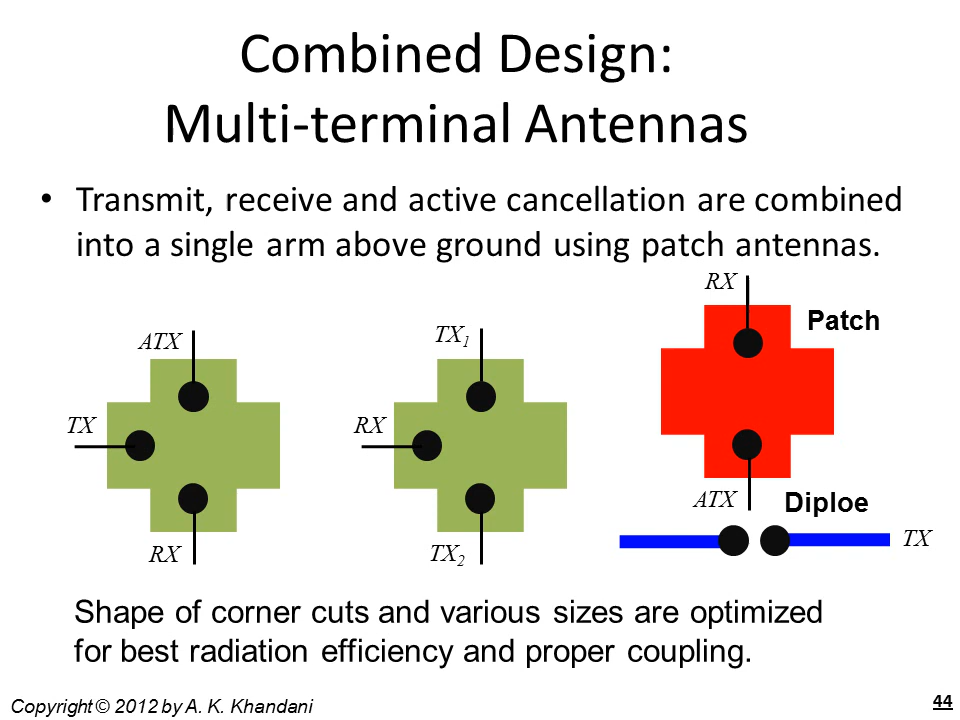 Combined Design:
Multi-terminal Antennas
• Transmit, receive and active cancellation are combined
into a single arm above ground using patch antennas.
RX
Patch
ATX
TX
RX
TX₁
RX
TX₂
ATX
Diploe
TX
Shape of corner cuts and various sizes are optimized
for best radiation efficiency and proper coupling.
Copyright © 2012 by A. K. Khandani
44